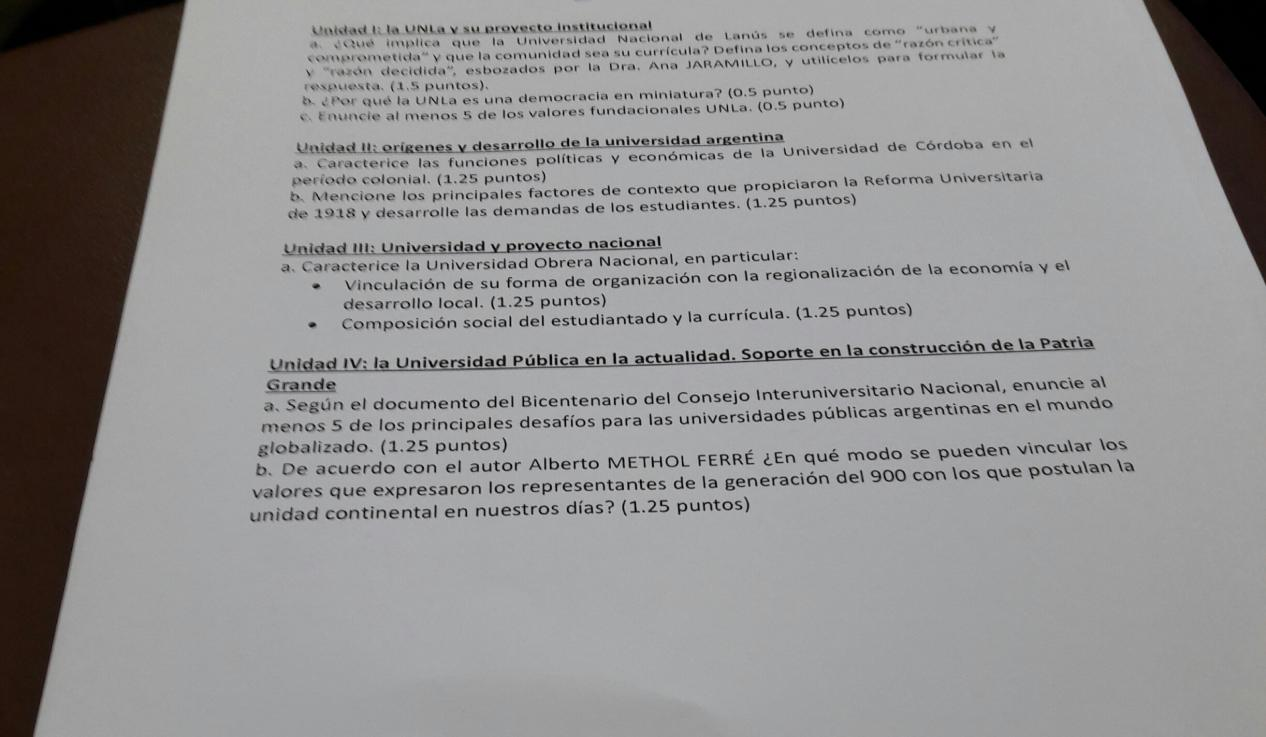 Unidad I: la UNLa y su proyecto institucional
a. ¿Qué implica que la Universidad Nacional de Lanús se defina como "urbana y
comprometida" y que la comunidad sea su currícula? Defina los conceptos de "razón crítica"
y "razón decidida", esbozados por la Dra. Ana JARAMILLO, y utilícelos para formular la
respuesta. (1.5 puntos).
b. ¿Por qué la UNLa es una democracia en miniatura? (0.5 punto)
c. Enuncie al menos 5 de los valores fundacionales UNLa. (0.5 punto)
Unidad II: orígenes y desarrollo de la universidad argentina
a. Caracterice las funciones políticas y económicas de la Universidad de Córdoba en el
período colonial. (1.25 puntos)
b. Mencione los principales factores de contexto que propiciaron la Reforma Universitaria
de 1918 y desarrolle las demandas de los estudiantes. (1.25 puntos)
Unidad III: Universidad y proyecto nacional
a. Caracterice la Universidad Obrera Nacional, en particular:
• Vinculación de su forma de organización con la regionalización de la economía y el
desarrollo local. (1.25 puntos)
• Composición social del estudiantado y la currícula. (1.25 puntos)
Unidad IV: la Universidad Pública en la actualidad. Soporte en la construcción de la Patria
Grande
a. Según el documento del Bicentenario del Consejo Interuniversitario Nacional, enuncie al
menos 5 de los principales desafíos para las universidades públicas argentinas en el mundo
globalizado. (1.25 puntos)
b. De acuerdo con el autor Alberto METHOL FERRÉ ¿En qué modo se pueden vincular los
valores que expresaron los representantes de la generación del 900 con los que postulan la
unidad continental en nuestros días? (1.25 puntos)